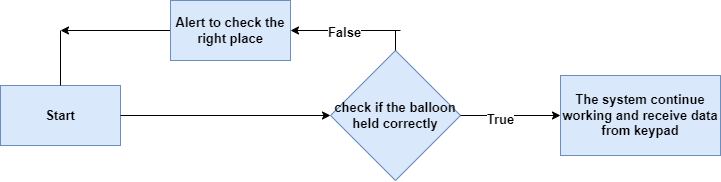 Alert to check the
right place
False
Start
check if the balloon
held correctly
True
The system continue
working and receive data
from keypad